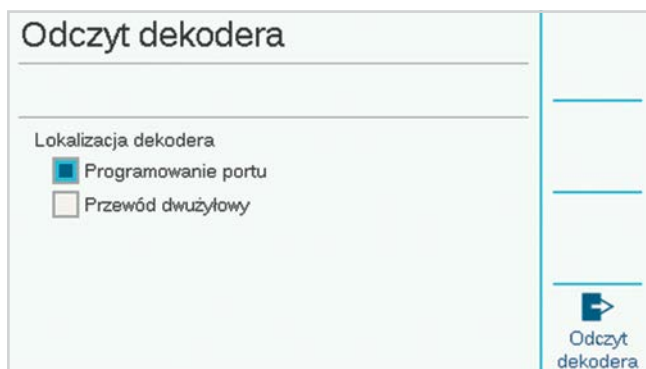 Odczyt dekodera
Lokalizacja dekodera
Programowanie portu
Przewód dwużyłowy
Odczyt
dekodera